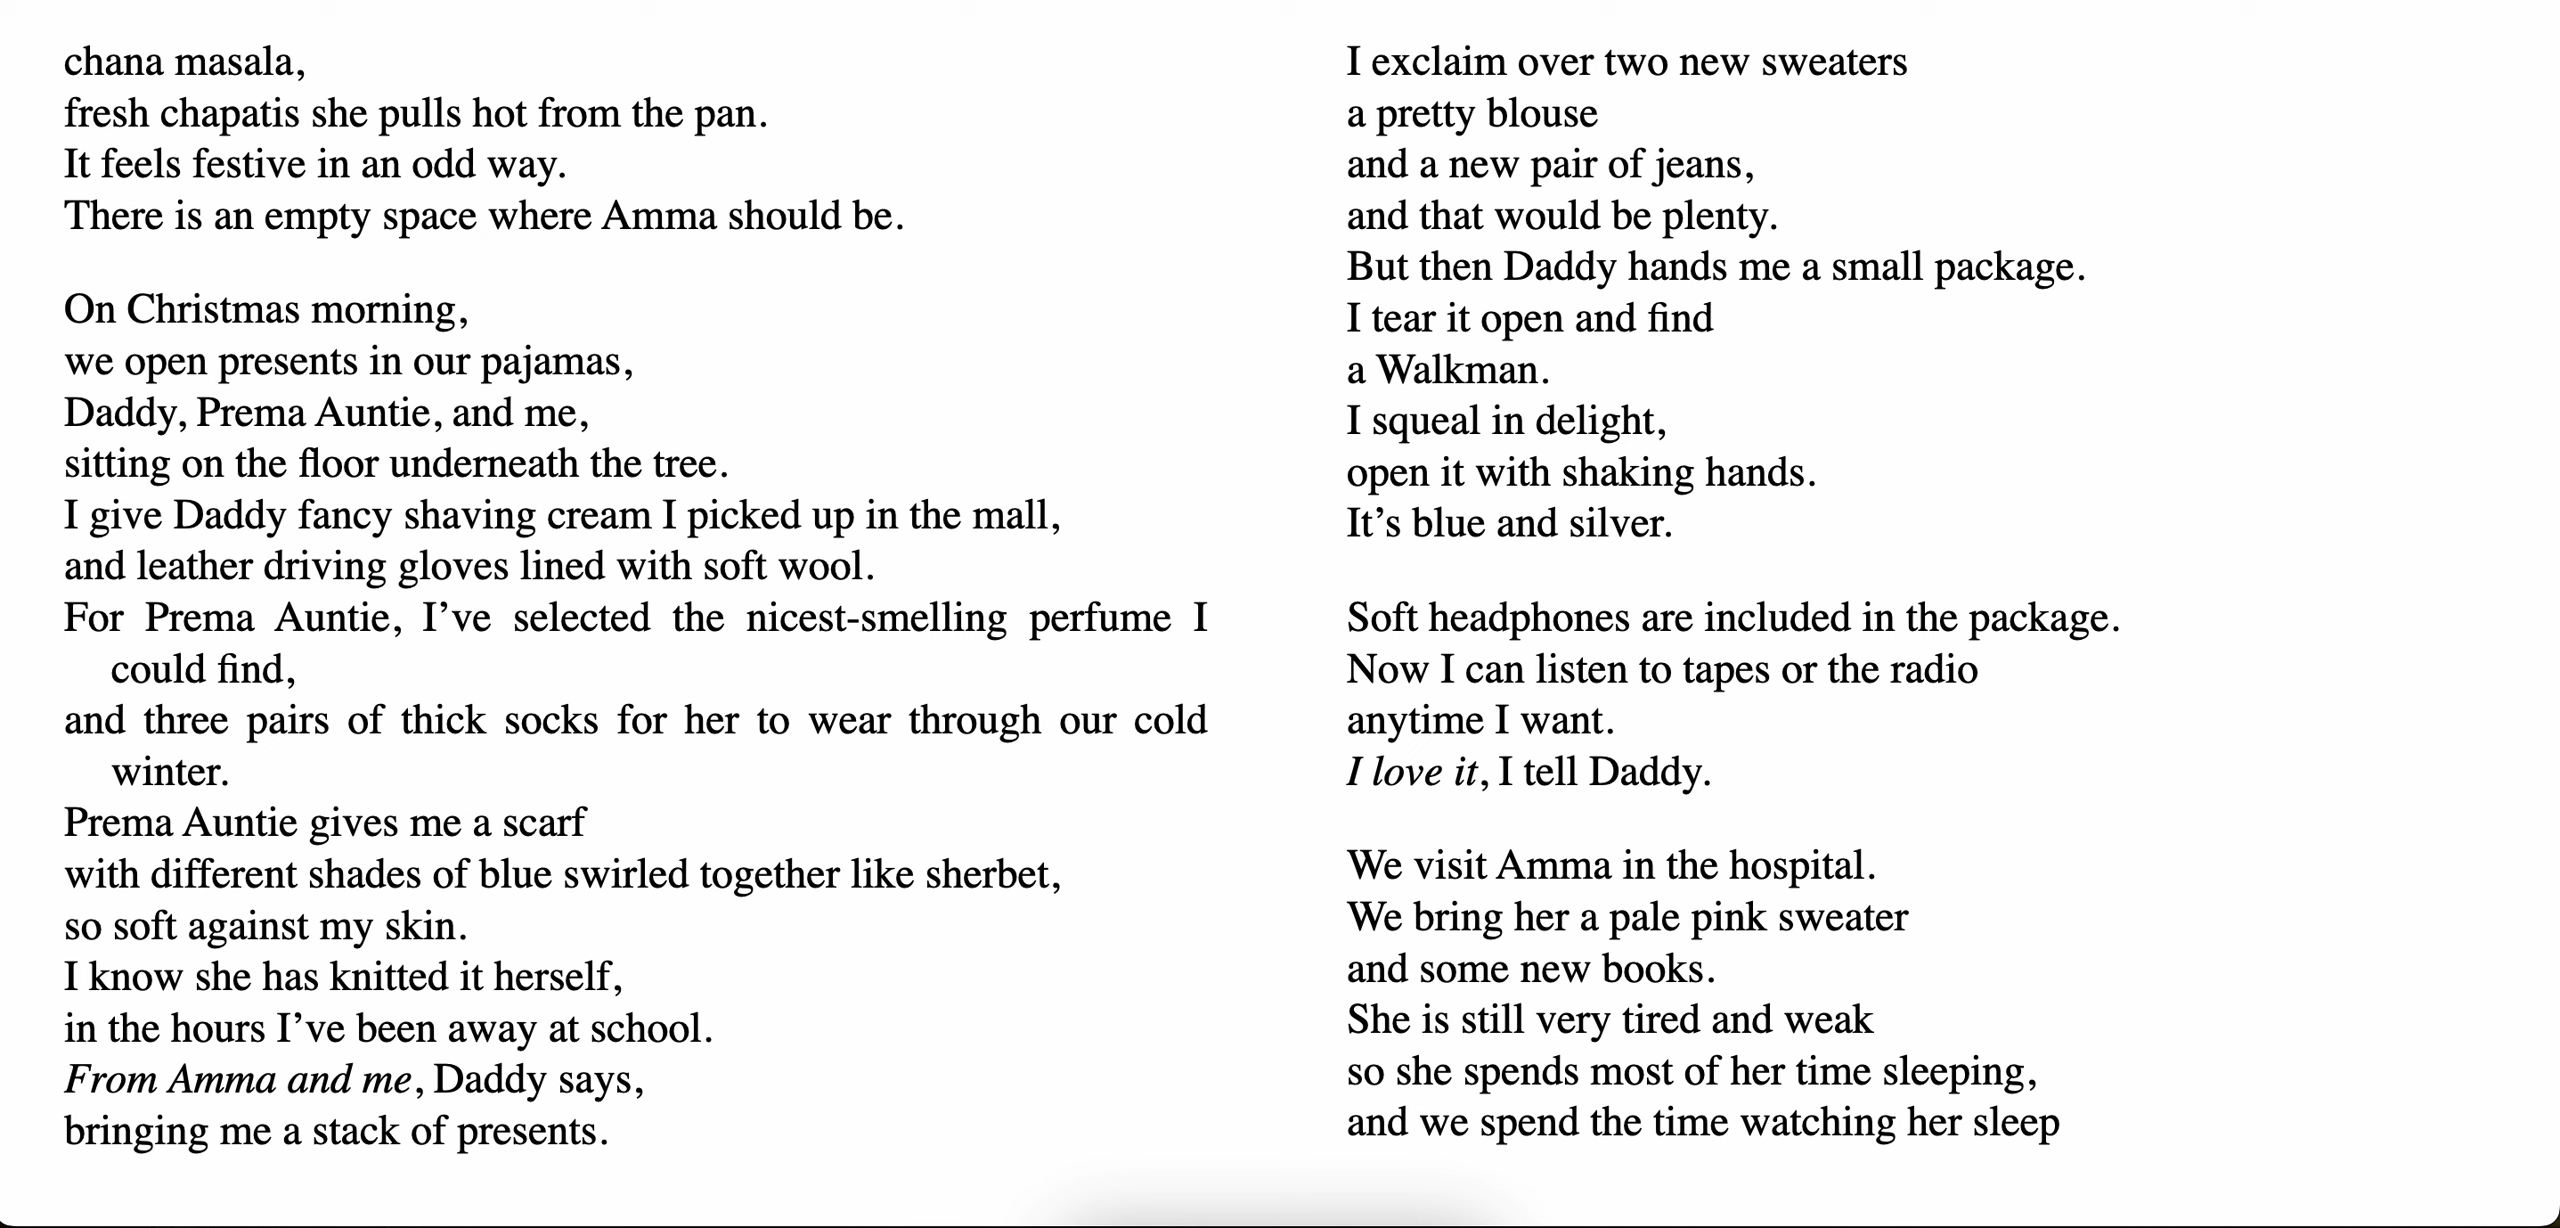 chana masala,
fresh chapatis she pulls hot from the pan.
It feels festive in an odd way.
There is an empty space where Amma should be.
On Christmas morning,
we open presents in our pajamas,
Daddy, Prema Auntie, and me,
sitting on the floor underneath the tree.
I give Daddy fancy shaving cream I picked up in the mall,
and leather driving gloves lined with soft wool.
For Prema Auntie, I’ve selected the nicest-smelling perfume I
could find,
and three pairs of thick socks for her to wear through our cold
winter.
Prema Auntie gives me a scarf
with different shades of blue swirled together like sherbet,
so soft against my skin.
I know she has knitted it herself,
in the hours I’ve been away at school.
From Amma and me, Daddy says,
bringing me a stack of presents.
I exclaim over two new sweaters
a pretty blouse
and a new pair of jeans,
and that would be plenty.
But then Daddy hands me a small package.
I tear it open and find
a Walkman.
I squeal in delight,
open it with shaking hands.
It’s blue and silver.
Soft headphones are included in the package.
Now I can listen to tapes or the radio
anytime I want.
I love it, I tell Daddy.
We visit Amma in the hospital.
We bring her a pale pink sweater
and some new books.
She is still very tired and weak
so she spends most of her time sleeping,
and we spend the time watching her sleep